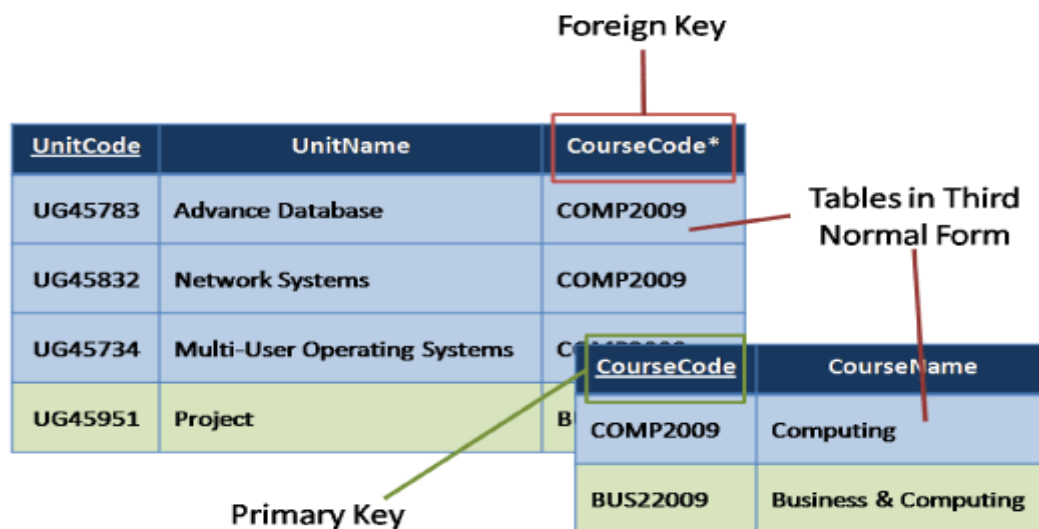 Foreign Key
UnitCode UnitName CourseCode*
UG45783 Advance Database COMP2009
UG45832 Network Systems COMP2009
UG45734 Multi-User Operating Systems
UG45951 Project
Tables in Third
Normal Form
CourseCode CourseName
COMP2009 Computing
BUS22009 Business & Computing
Primary Key